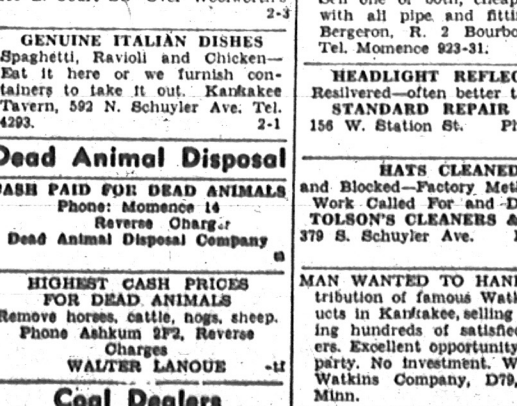 2-3
GENUINE ITALIAN DISHES
Spaghetti, Ravioli and Chicken—
Eat it here or we furnish con-
tainers to take it out. Kankakee
Tavern, 592 N. Schuyler Ave. Tel.
4293. 2-1
Dead Animal Disposal
CASH PAID FOR DEAD ANIMALS
Phone: Momence 14
Reverse Charges
Dead Animal Disposal Company
HIGHEST CASH PRICES
FOR DEAD ANIMALS
Remove horses, cattle, hogs, sheep.
Phone Ashkum 2F2, Reverse
Charges
WALTER LANOUE -tf
Coal Dealers
with all pipe and fitti
Bergeron, R. 2 Bourbo
Tel. Momence 923-31.
HEADLIGHT REFLEC
Resilvered—often better t
STANDARD REPAIR
156 W. Station St. Ph
HATS CLEANED
and Blocked—Factory Met
Work Called For and D
TOLSON'S CLEANERS &
379 S. Schuyler Ave.
MAN WANTED TO HAN
tribution of famous Wat
ucts in Kankakee, selling
ing hundreds of satisfie
ers. Excellent opportunity
party. No investment. W
Watkins Company, D79,
Minn.